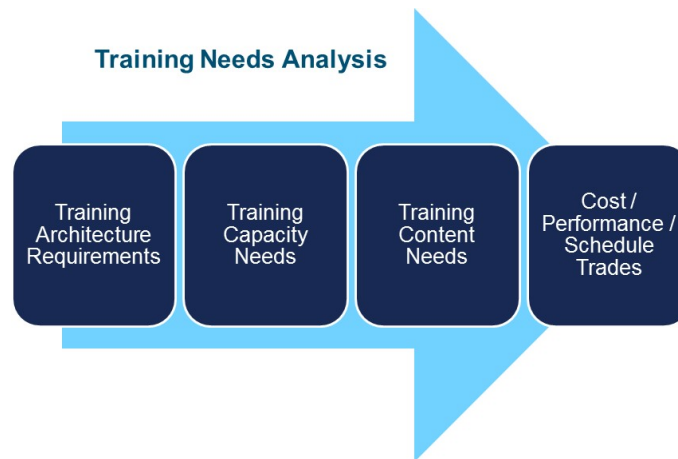 Training Needs Analysis
Training
Architecture
Requirements
Training
Capacity
Needs
Training
Content
Needs
Cost /
Performance /
Schedule
Trades